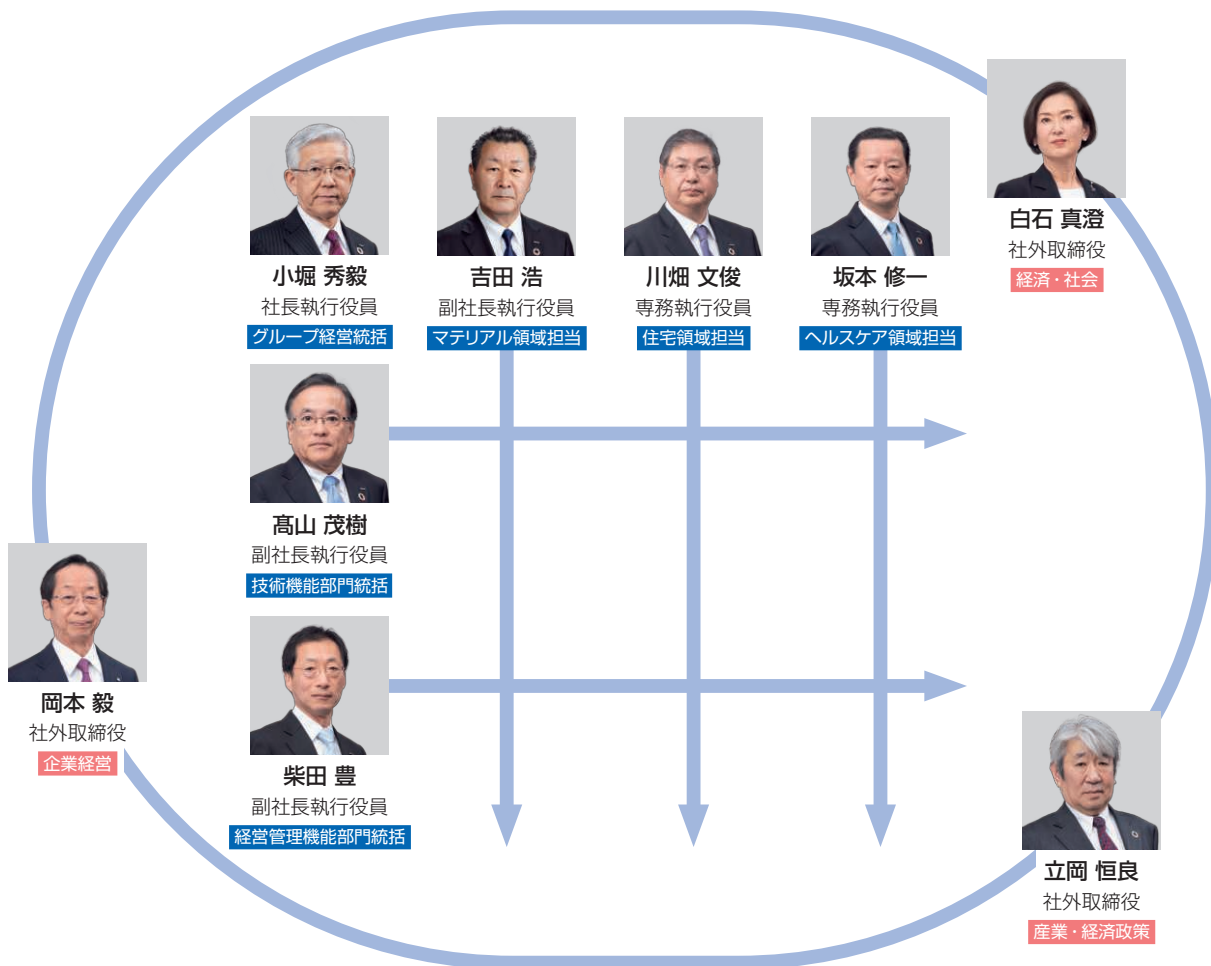 小堀 秀毅
社長執行役員
グループ経営統括
吉田 浩
副社長執行役員
マテリアル領域担当
川畑 文俊
専務執行役員
住宅領域担当
坂本 修一
専務執行役員
ヘルスケア領域担当
白石 真澄
社外取締役
経済・社会
髙山 茂樹
副社長執行役員
技術機能部門統括
岡本 毅
社外取締役
企業経営
柴田 豊
副社長執行役員
経営管理機能部門統括
立岡 恒良
社外取締役
産業・経済政策